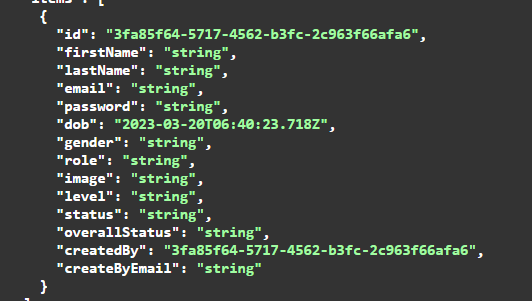 "items": [
{
"id": "3fa85f64-5717-4562-b3fc-2c963f66afa6",
"firstName": "string",
"lastName": "string",
"email": "string",
"password": "string",
"dob": "2023-03-20T06:40:23.718Z",
"gender": "string",
"role": "string",
"image": "string",
"level": "string",
"status": "string",
"overallStatus": "string",
"createdBy": "3fa85f64-5717-4562-b3fc-2c963f66afa6",
"createByEmail": "string"
}